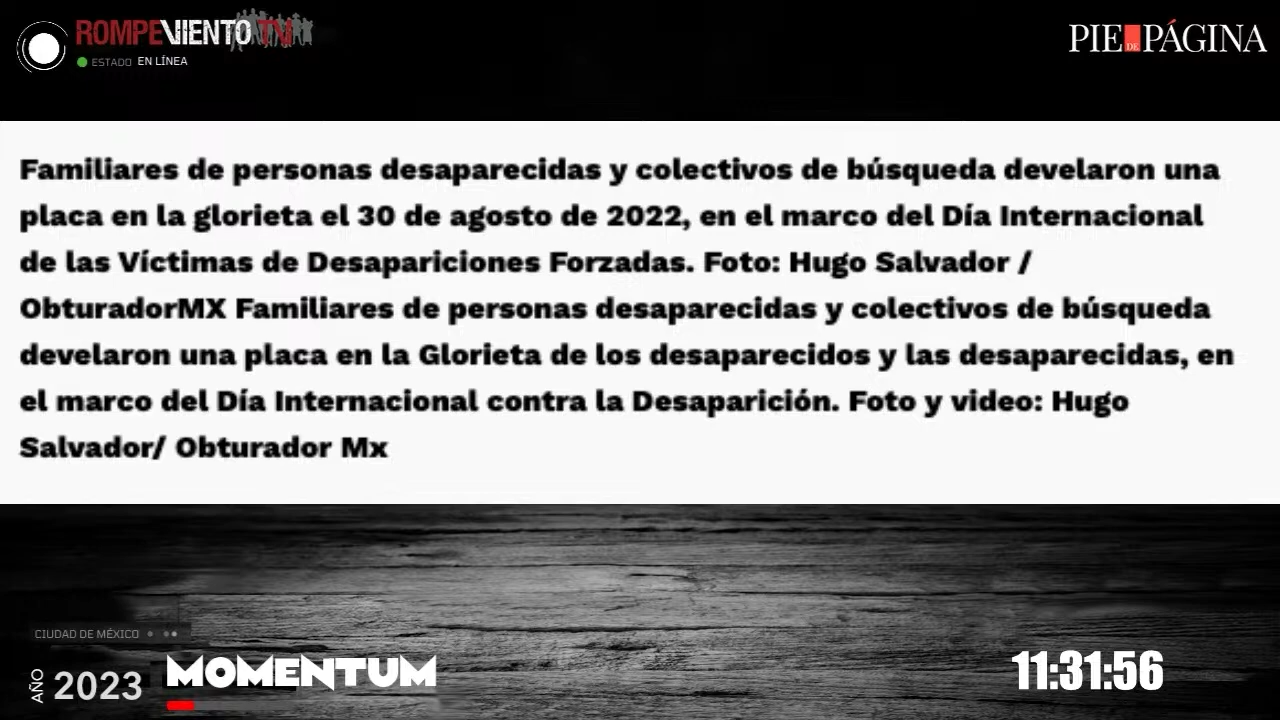 ROMPEVIENTO TV
ESTADO EN LÍNEA
PIE DE PÁGINA
Familiares de personas desaparecidas y colectivos de búsqueda develaron una
placa en la glorieta el 30 de agosto de 2022, en el marco del Día Internacional
de las Víctimas de Desapariciones Forzadas. Foto: Hugo Salvador /
ObturadorMX Familiares de personas desaparecidas y colectivos de búsqueda
develaron una placa en la Glorieta de los desaparecidos y las desaparecidas, en
el marco del Día Internacional contra la Desaparición. Foto y video: Hugo
Salvador/ Obturador Mx
CIUDAD DE MÉXICO
AÑO 2023 MOMENTUM
11:31:56